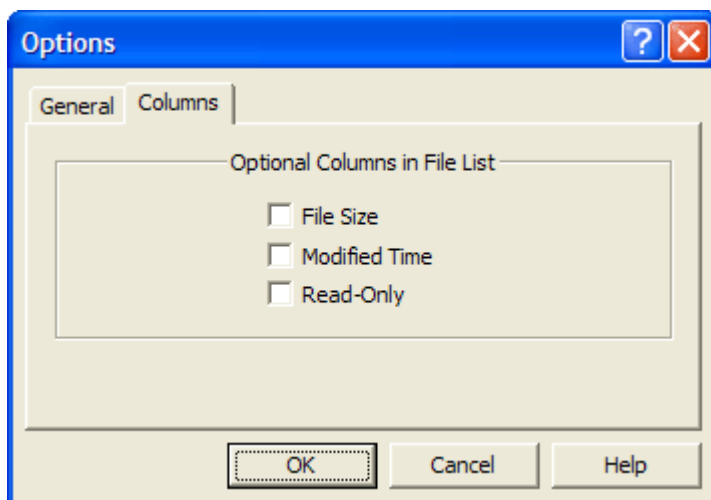 Options
General Columns
Optional Columns in File List
File Size
Modified Time
Read-Only
OK Cancel Help